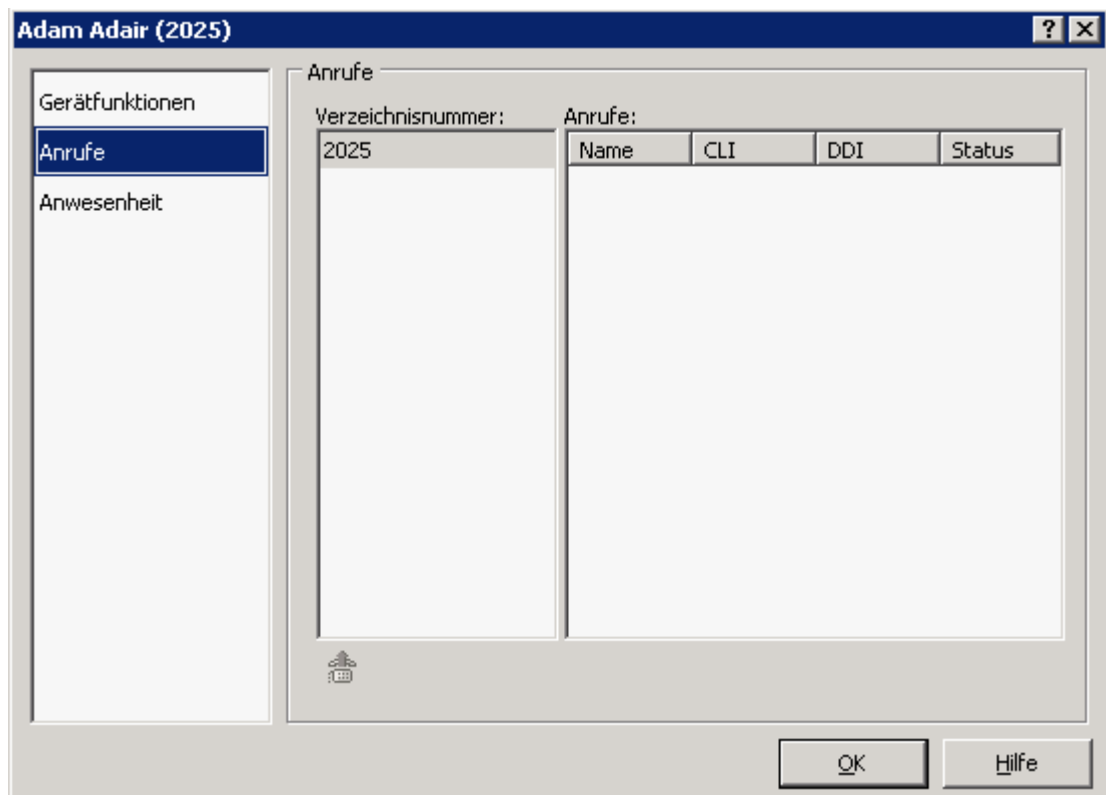 Adam Adair (2025)
Gerätfunktionen
Anrufe
Anwesenheit
Anrufe
Verzeichnisnummer:
2025
Anrufe:
Name CLI DDI Status
OK
Hilfe